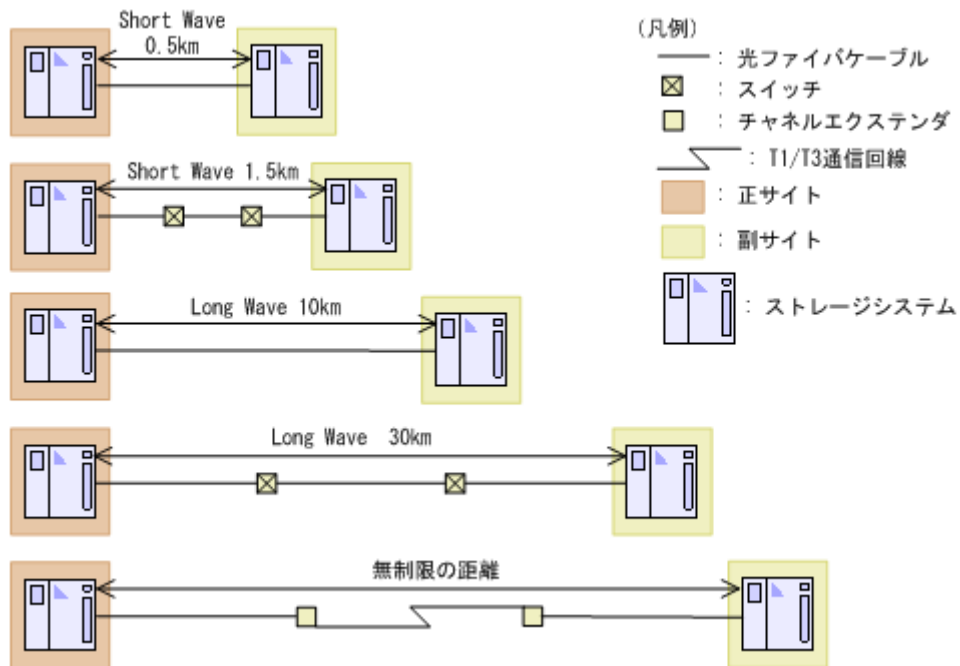 Short Wave
0.5km
Short Wave 1.5km
Long Wave 10km
Long Wave 30km
無制限の距離
(凡例)
: 光ファイバケーブル
: スイッチ
: チャネルエクステンダ
: T1/T3通信回線
: 正サイト
: 副サイト
: ストレージシステム